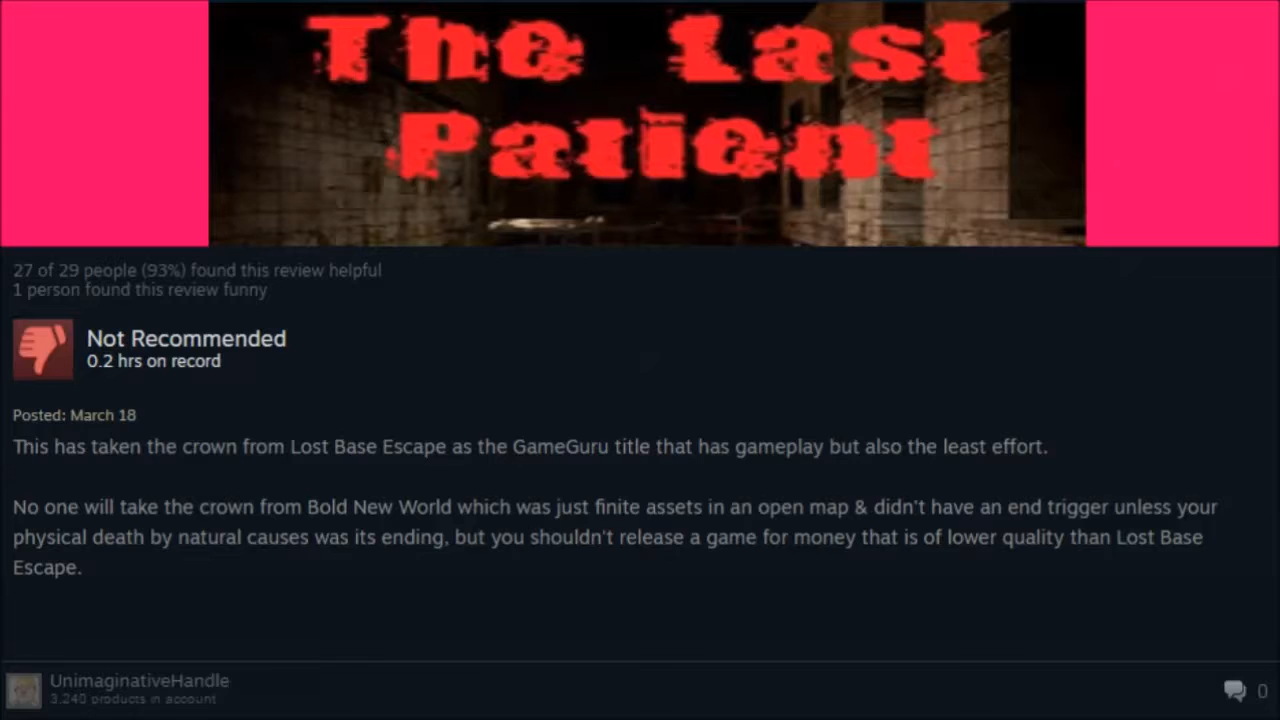 The Last
Patient
27 of 29 people (93%) found this review helpful
1 person found this review funny
Not Recommended
0.2 hrs on record
Posted: March 18
This has taken the crown from Lost Base Escape as the GameGuru title that has gameplay but also the least effort.
No one will take the crown from Bold New World which was just finite assets in an open map & didn't have an end trigger unless your
physical death by natural causes was its ending, but you shouldn't release a game for money that is of lower quality than Lost Base
Escape.
UnimaginativeHandle
3,240 products in account
0